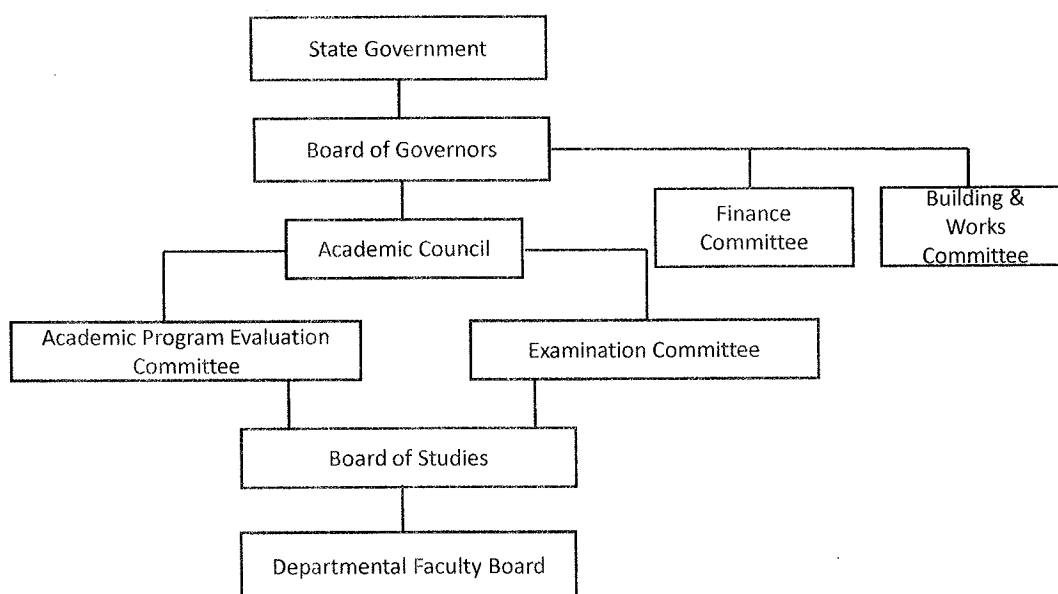 State Government
Board of Governors
Finance
Committee
Building &
Works
Committee
Academic Council
Academic Program Evaluation
Committee
Examination Committee
Board of Studies
Departmental Faculty Board